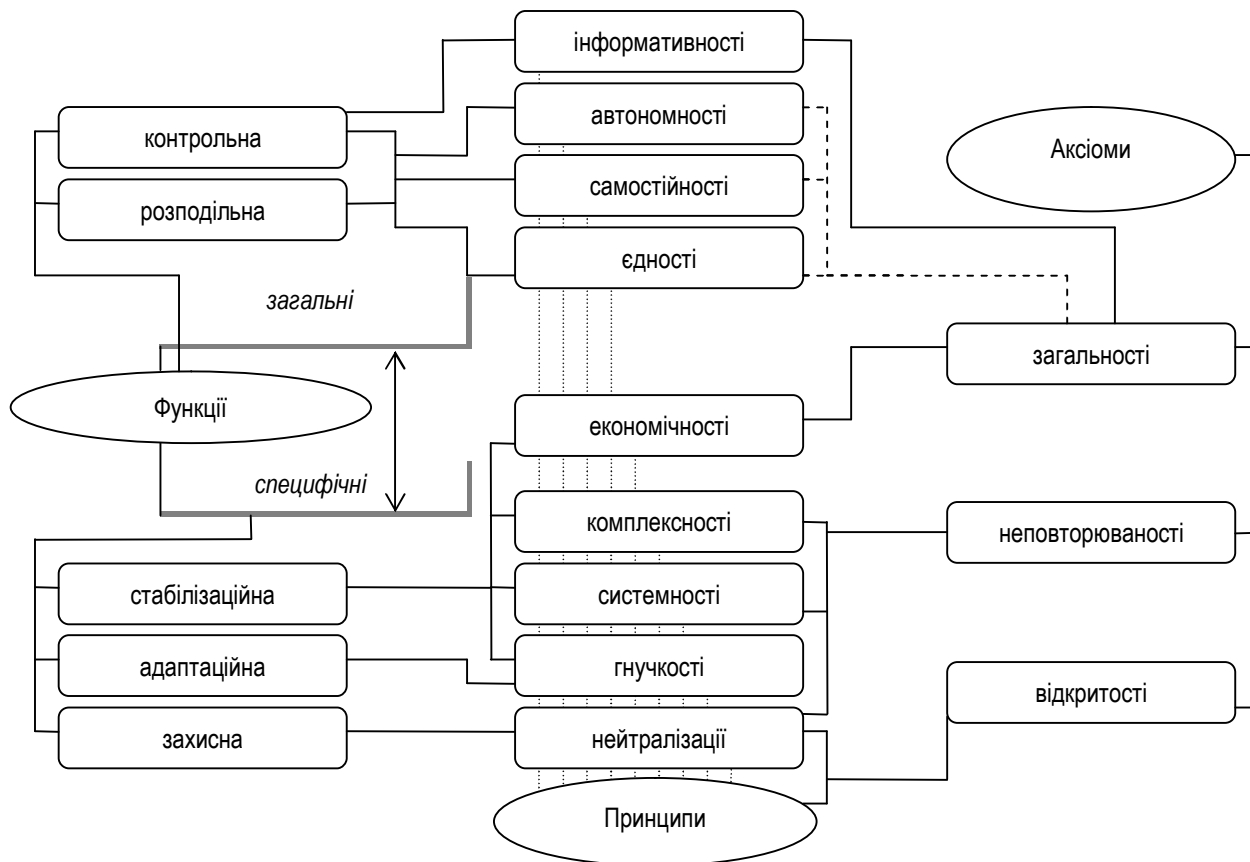 інформативності
автономності
контрольна
Аксіоми
самостійності
розподільна
єдності
загальні
загальності
Функції
економічності
специфічні
комплексності
неповторюваності
стабілізаційна
системності
адаптаційна
гнучкості
відкритості
захисна
нейтралізації
Принципи